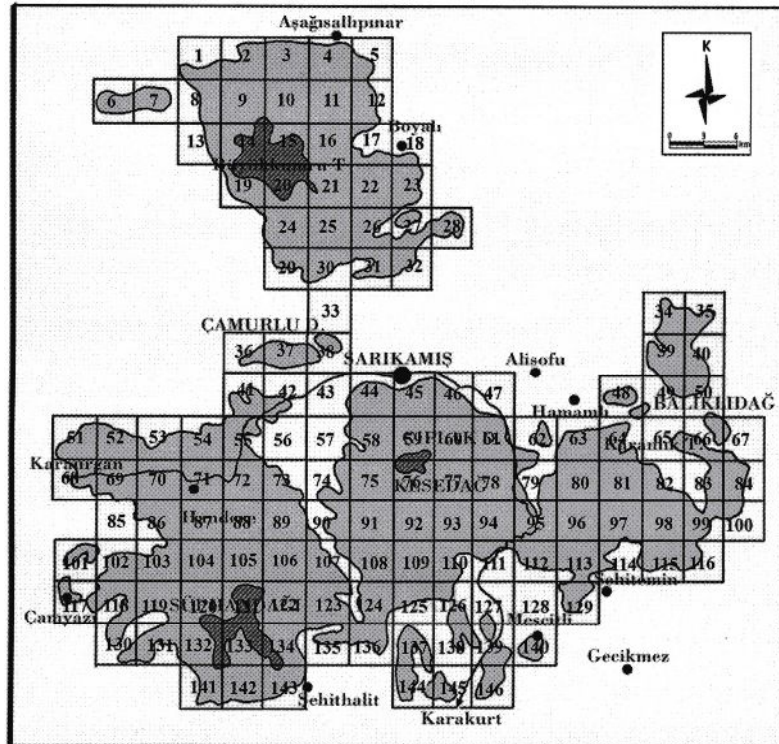 Aşağısallıpınar
K
0 3 6
km
1 2 3 4 5
6 7 8 9 10 11 12
Boyalı
13 14 15 16 17 18
19 20 21 22 23
24 25 26 27 28
29 30 31 32
33 34 35
ÇAMURLU D.
36 37 38 39 40
SARIKAMIŞ Alisofu
41 42 43 44 45 46 47 48 49 50
Hamamlı BALIKLIDAĞ
51 52 53 54 55 56 57 58 59 60 61 62 63 64 65 66 67
Karaurgan
68 69 70 71 72 73 74 75 76 77 78 79 80 81 82 83 84
KESEDAĞ
Handere
85 86 87 88 89 90 91 92 93 94 95 96 97 98 99 100
101 102 103 104 105 106 107 108 109 110 111 112 113 114 115 116
Şehitemin
117 118 119 120 121 122 123 124 125 126 127 128 129
Çamyazı Mescitli
130 131 132 133 134 135 136 137 138 139 140
Gecikmez
141 142 143 144 145 146
Şehithalit
Karakurt